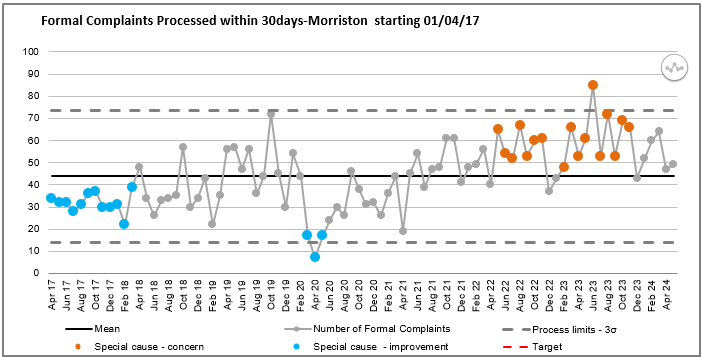 Formal Complaints Processed within 30days-Morriston starting 01/04/17
100
90
80
70
60
50
40
30
20
10
0
Apr 17
Jun 17
Aug 17
Oct 17
Dec 17
Feb 18
Apr 18
Jun 18
Aug 18
Oct 18
Dec 18
Feb 19
Apr 19
Jun 19
Aug 19
Oct 19
Dec 19
Feb 20
Apr 20
Jun 20
Aug 20
Oct 20
Dec 20
Feb 21
Apr 21
Jun 21
Aug 21
Oct 21
Dec 21
Feb 22
Apr 22
Jun 22
Aug 22
Oct 22
Dec 22
Feb 23
Apr 23
Jun 23
Aug 23
Oct 23
Dec 23
Feb 24
Apr 24
Mean
Number of Formal Complaints
Process limits - 3σ
Special cause - concern
Special cause - improvement
Target